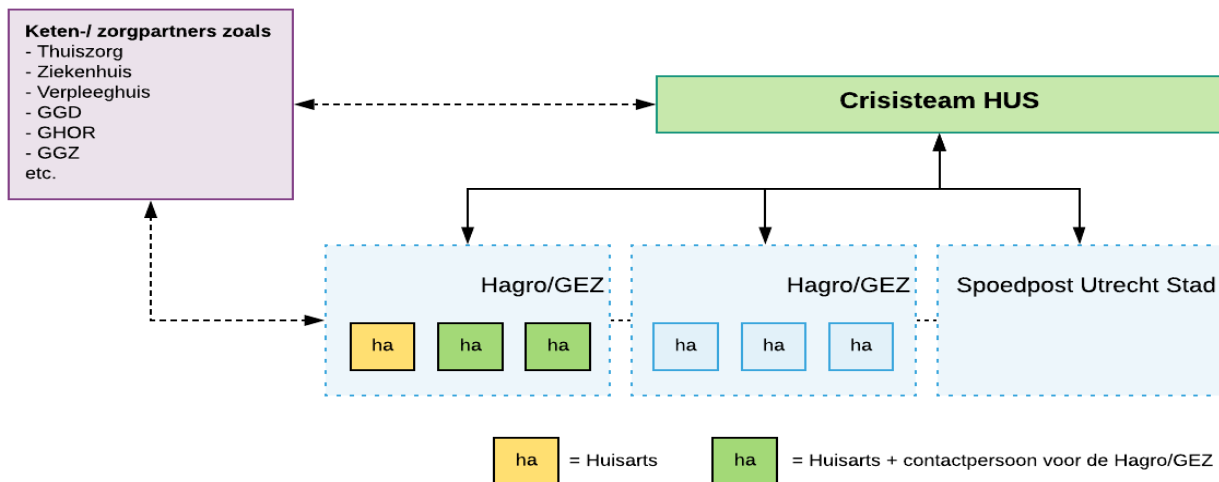 Keten-/ zorgpartners zoals
- Thuiszorg
- Ziekenhuis
- Verpleeghuis
- GGD
- GHOR
- GGZ
etc.
Crisisteam HUS
Hagro/GEZ
ha
ha
ha
Hagro/GEZ
ha
ha
ha
Spoedpost Utrecht Stad
ha = Huisarts
ha = Huisarts + contactpersoon voor de Hagro/GEZ